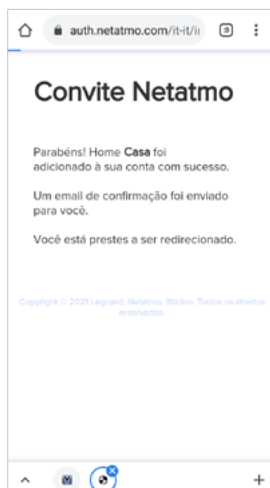 auth.netatmo.com/it-it/ii
Convite Netatmo
Parabéns! Home Casa foi
adicionado à sua conta com sucesso.
Um email de confirmação foi enviado
para você.
Você está prestes a ser redirecionado.
Copyright © 2021 Legrand, Netatmo, Bticino. Todos os direitos
reservados.